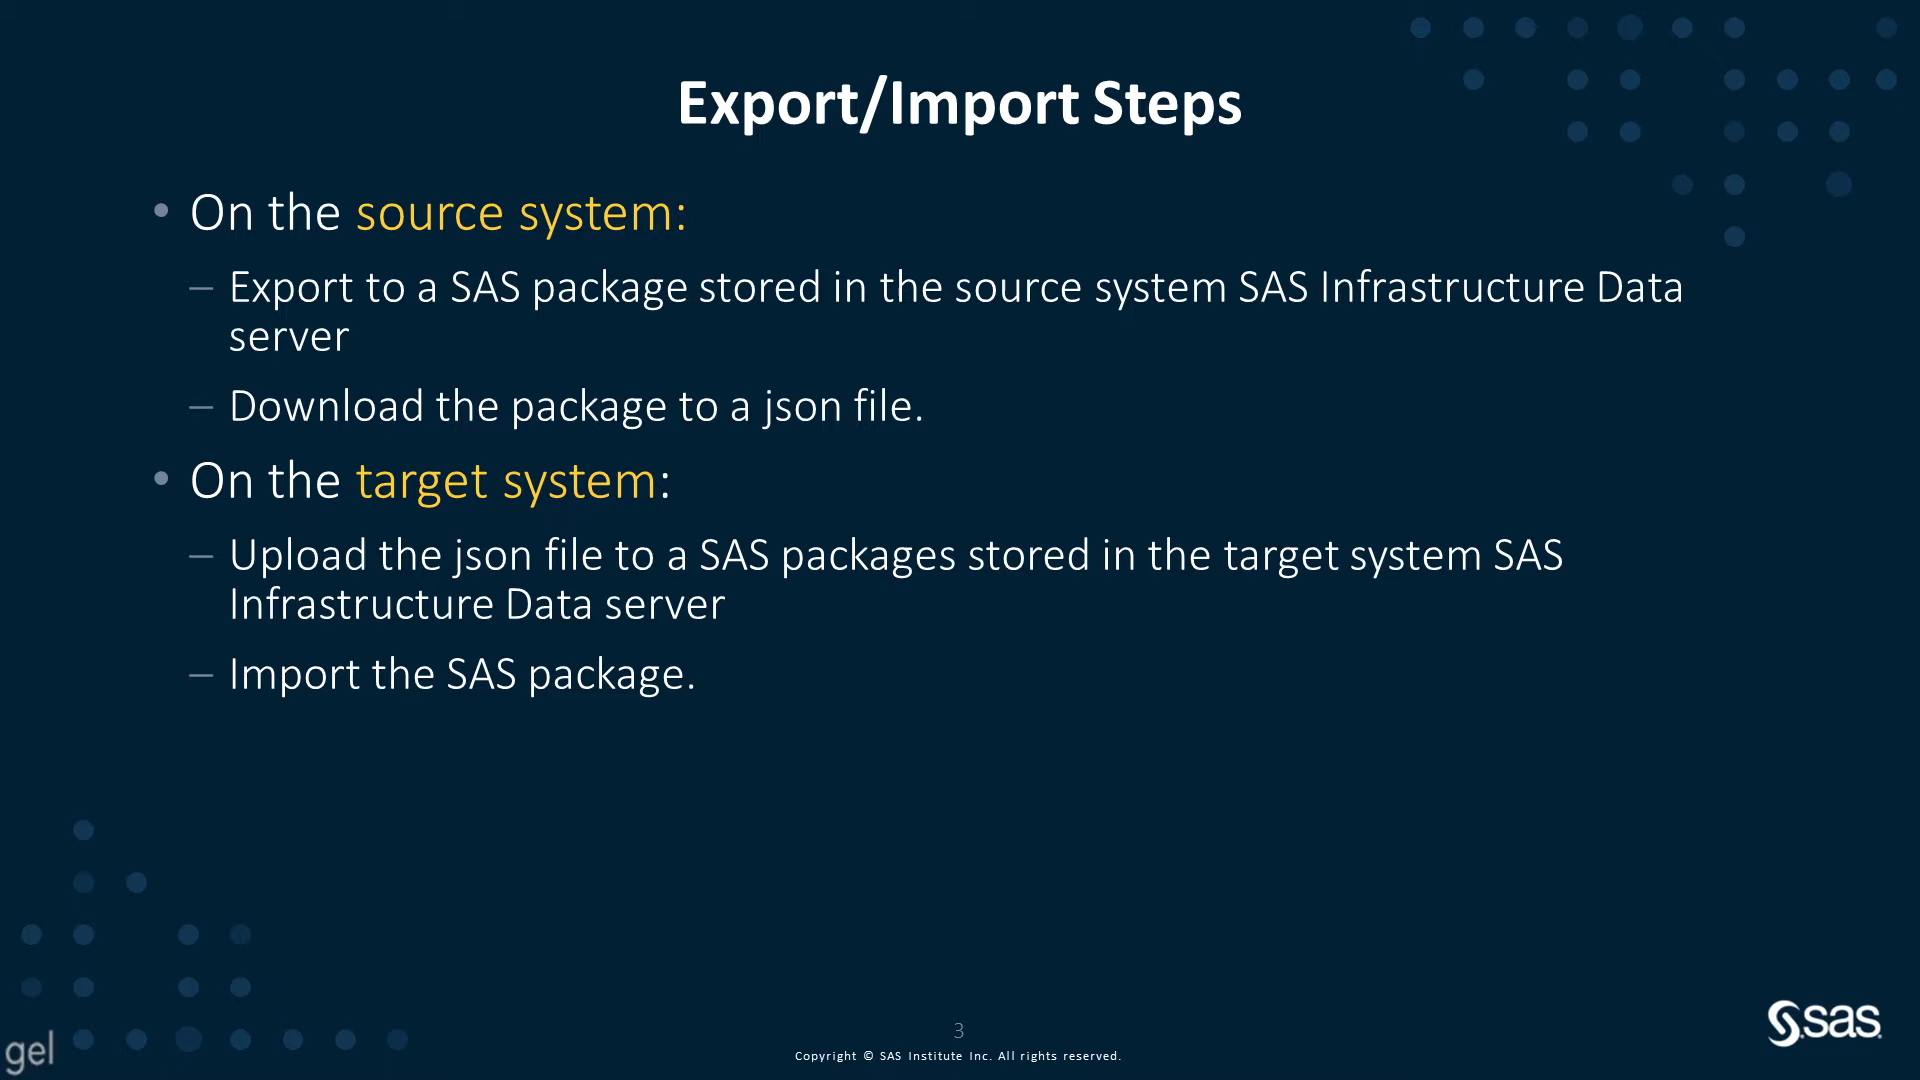 Export/Import Steps
• On the source system:
– Export to a SAS package stored in the source system SAS Infrastructure Data
server
– Download the package to a json file.
• On the target system:
– Upload the json file to a SAS packages stored in the target system SAS
Infrastructure Data server
– Import the SAS package.
3
Copyright © SAS Institute Inc. All rights reserved.
gel
sas